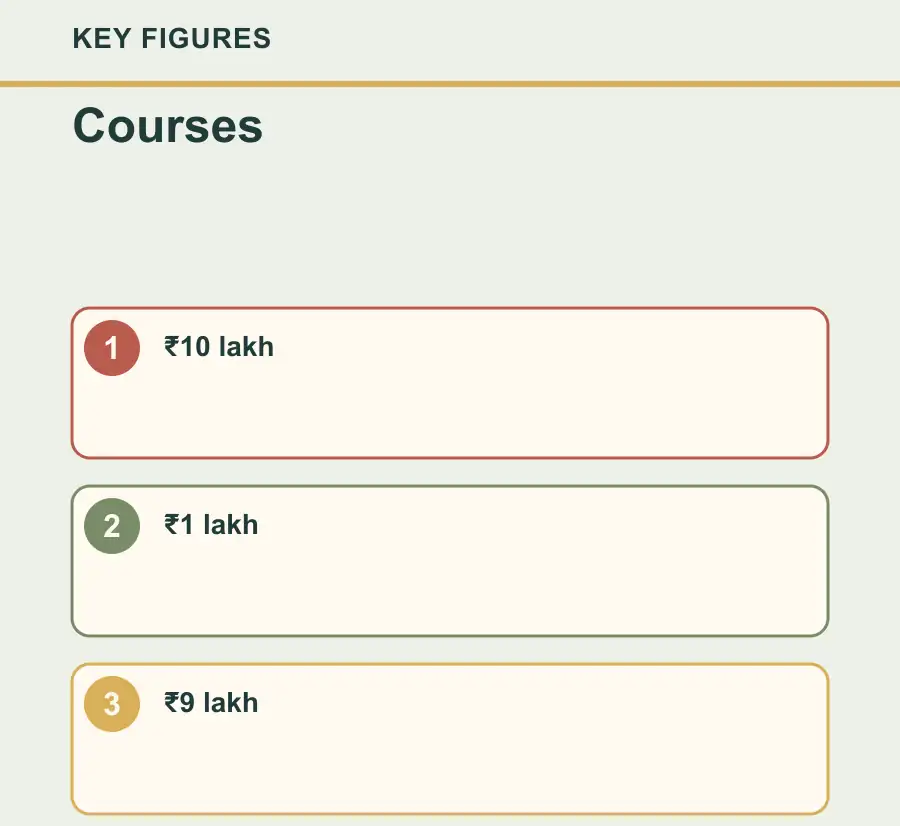 KEY FIGURES
Courses
1 ₹10 lakh
2 ₹1 lakh
3 ₹9 lakh